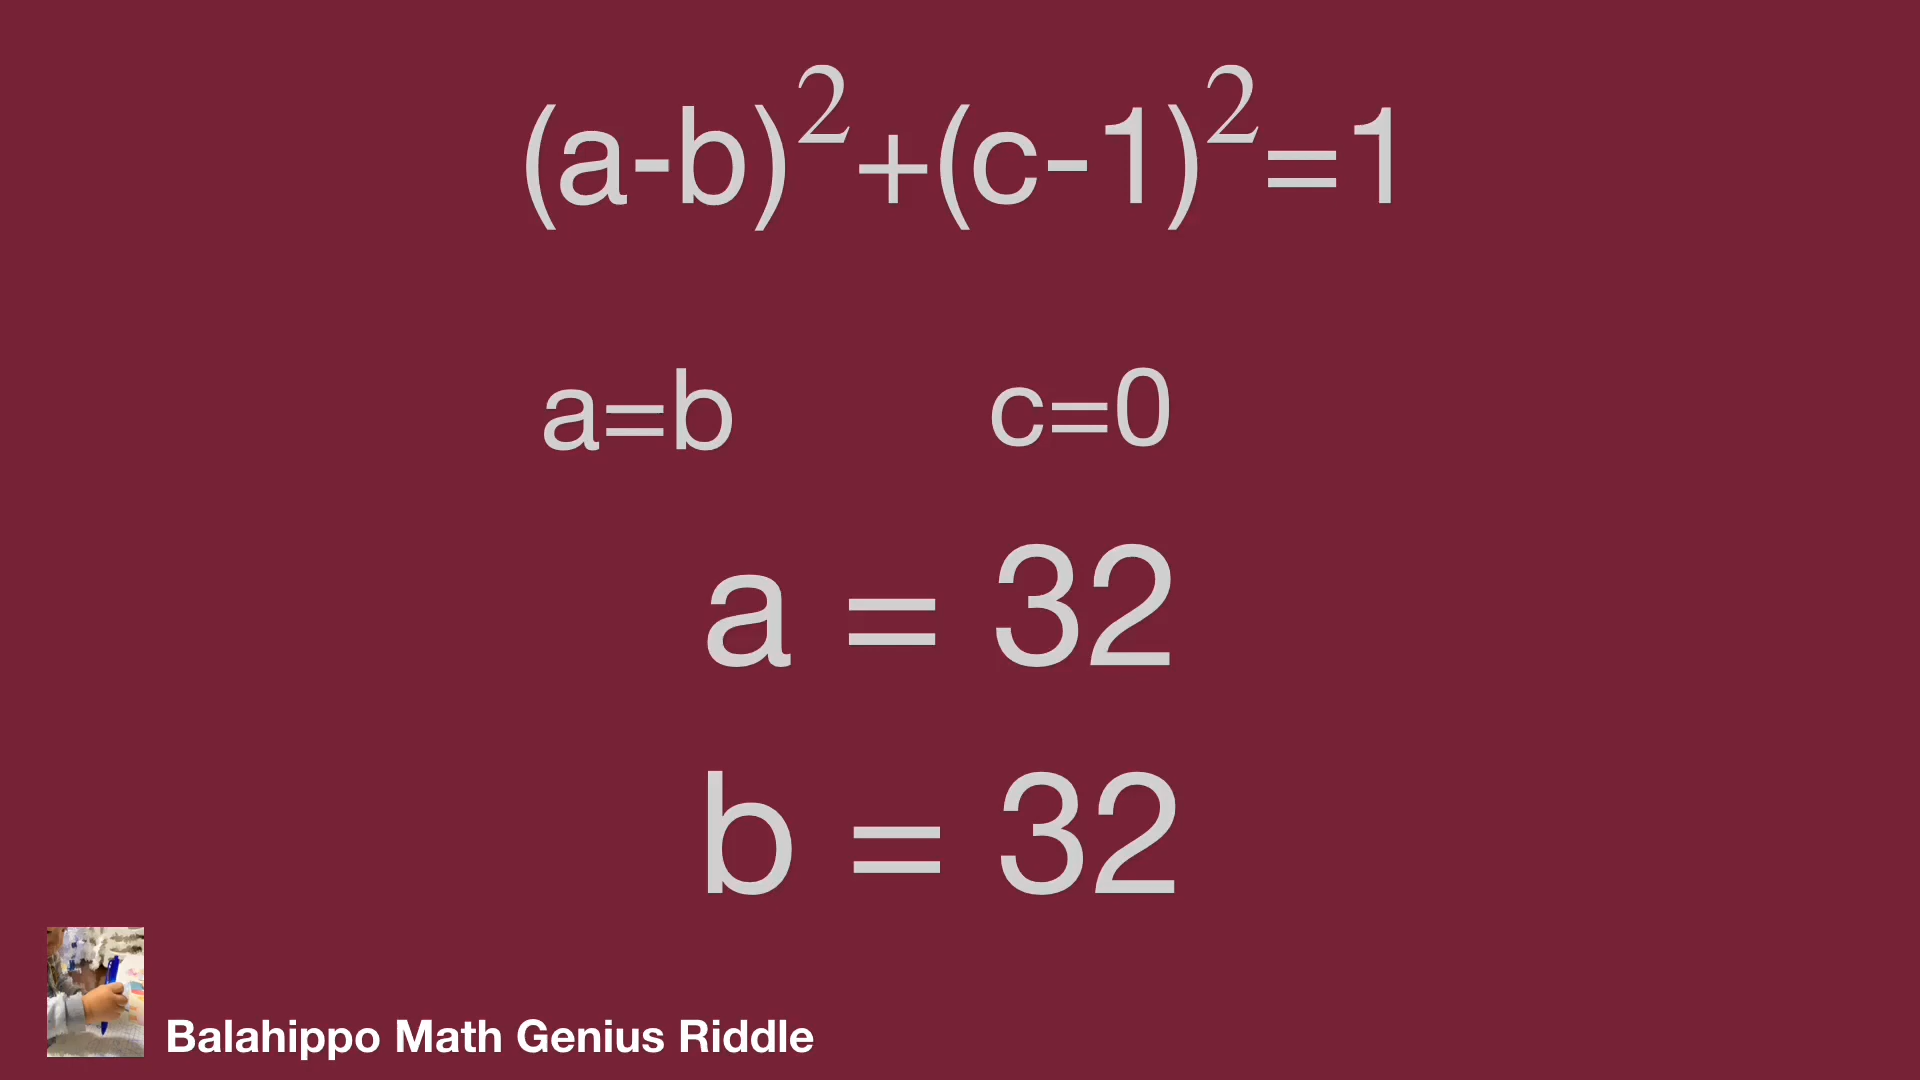 (a-b)²+(c-1)²=1
a=b c=0
a = 32
b = 32
Balahippo Math Genius Riddle